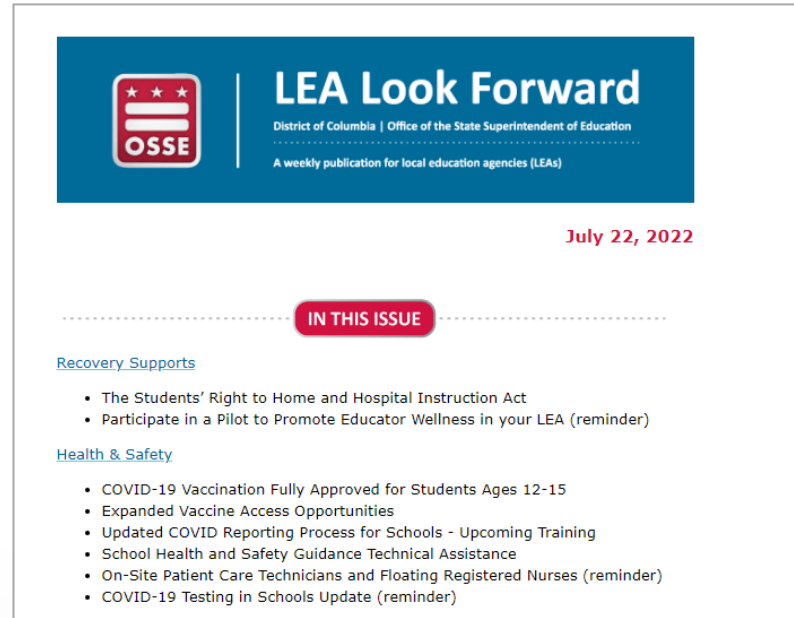 OSSE
LEA Look Forward
District of Columbia | Office of the State Superintendent of Education
A weekly publication for local education agencies (LEAs)
July 22, 2022
IN THIS ISSUE
Recovery Supports
• The Students’ Right to Home and Hospital Instruction Act
• Participate in a Pilot to Promote Educator Wellness in your LEA (reminder)
Health & Safety
• COVID-19 Vaccination Fully Approved for Students Ages 12-15
• Expanded Vaccine Access Opportunities
• Updated COVID Reporting Process for Schools - Upcoming Training
• School Health and Safety Guidance Technical Assistance
• On-Site Patient Care Technicians and Floating Registered Nurses (reminder)
• COVID-19 Testing in Schools Update (reminder)